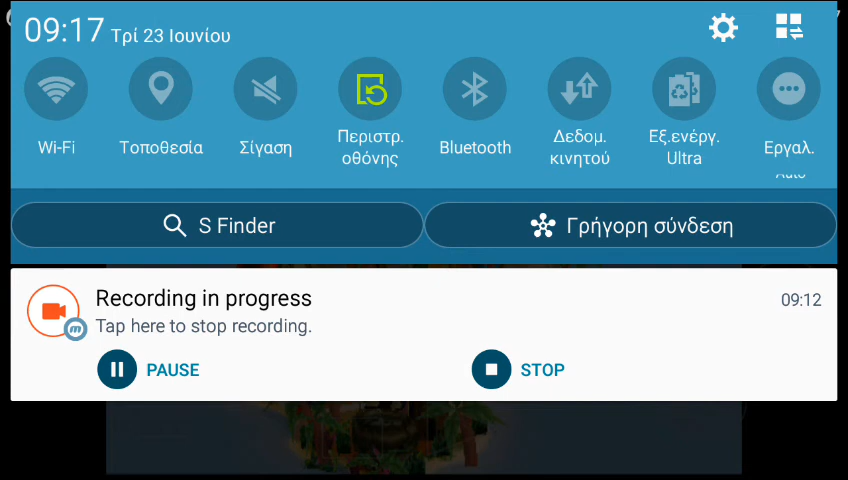 09:17 Τρί 23 Ιουνίου
Wi-Fi
Τοποθεσία
Σίγαση
Περιστρ.
οθόνης
Bluetooth
Δεδομ.
κινητού
Εξ.ενέργ.
Ultra
Εργαλ.
Auto
S Finder
Γρήγορη σύνδεση
Recording in progress
09:12
Tap here to stop recording.
PAUSE
STOP